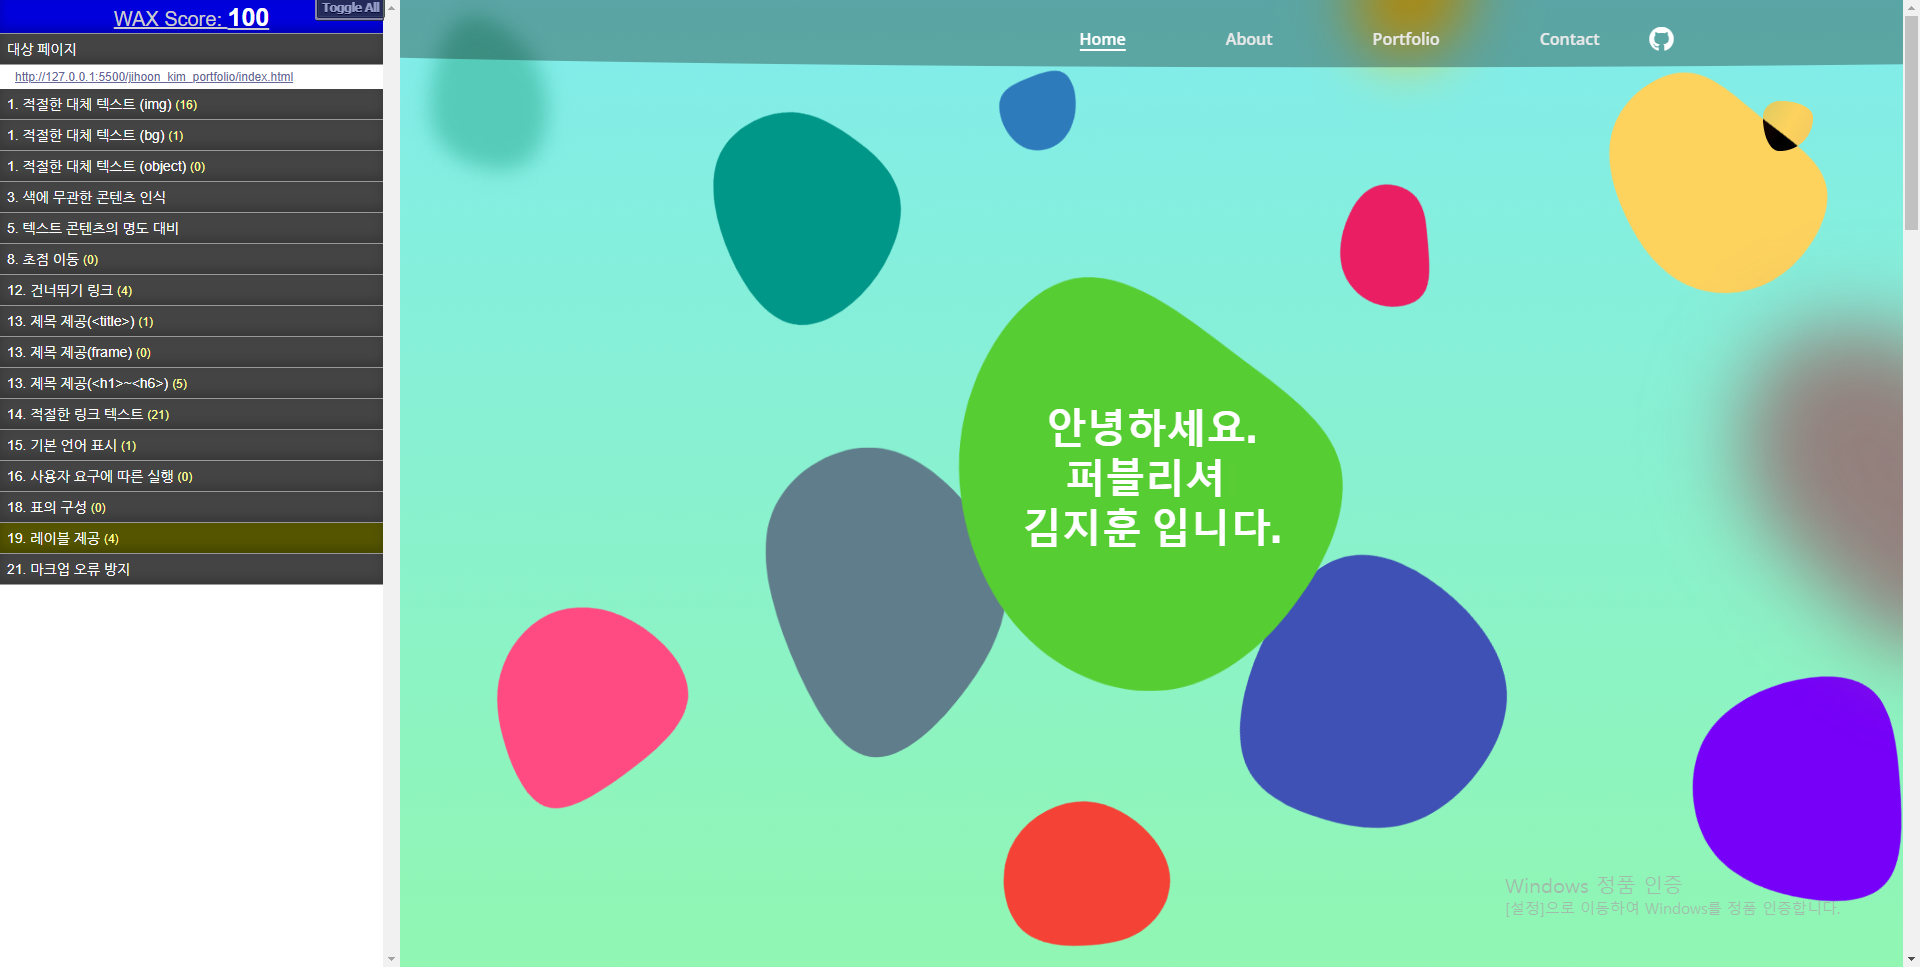 WAX Score: 100
Toggle All
대상 페이지
http://127.0.0.1:5500/jihoon_kim_portfolio/index.html
1. 적절한 대체 텍스트 (img) (16)
1. 적절한 대체 텍스트 (bg) (1)
1. 적절한 대체 텍스트 (object) (0)
3. 색에 무관한 콘텐츠 인식
5. 텍스트 콘텐츠의 명도 대비
8. 초점 이동 (0)
12. 건너뛰기 링크 (4)
13. 제목 제공(<title>) (1)
13. 제목 제공(frame) (0)
13. 제목 제공(<h1>~<h6>) (5)
14. 적절한 링크 텍스트 (21)
15. 기본 언어 표시 (1)
16. 사용자 요구에 따른 실행 (0)
18. 표의 구성 (0)
19. 레이블 제공 (4)
21. 마크업 오류 방지
Home About Portfolio Contact
안녕하세요.
퍼블리셔
김지훈 입니다.
Windows 정품 인증
[설정]으로 이동하여 Windows를 정품 인증합니다.